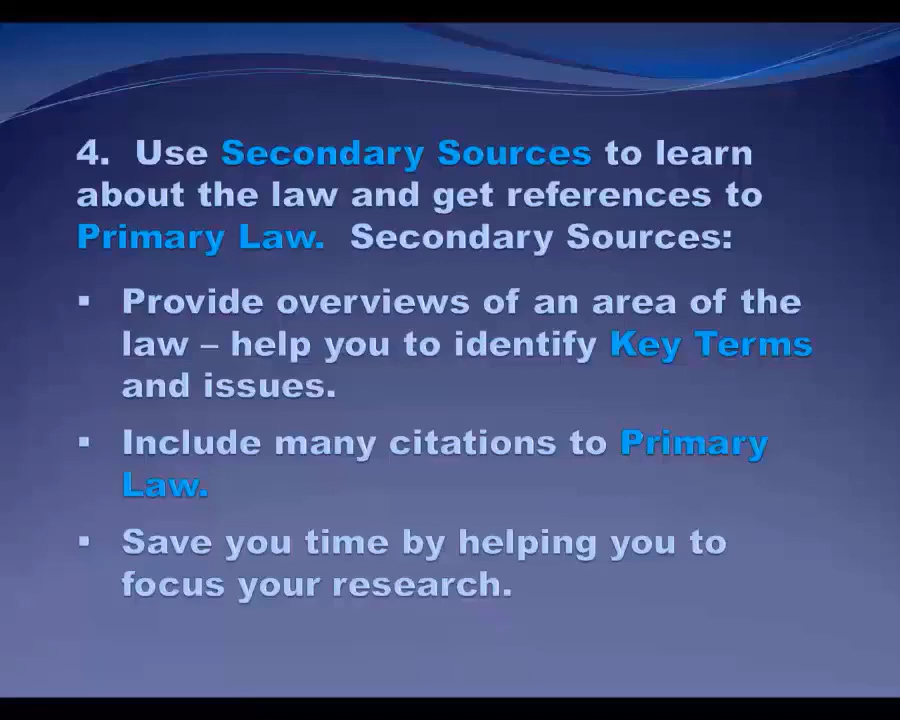 4. Use Secondary Sources to learn
about the law and get references to
Primary Law. Secondary Sources:
▪ Provide overviews of an area of the
law – help you to identify Key Terms
and issues.
▪ Include many citations to Primary
Law.
▪ Save you time by helping you to
focus your research.